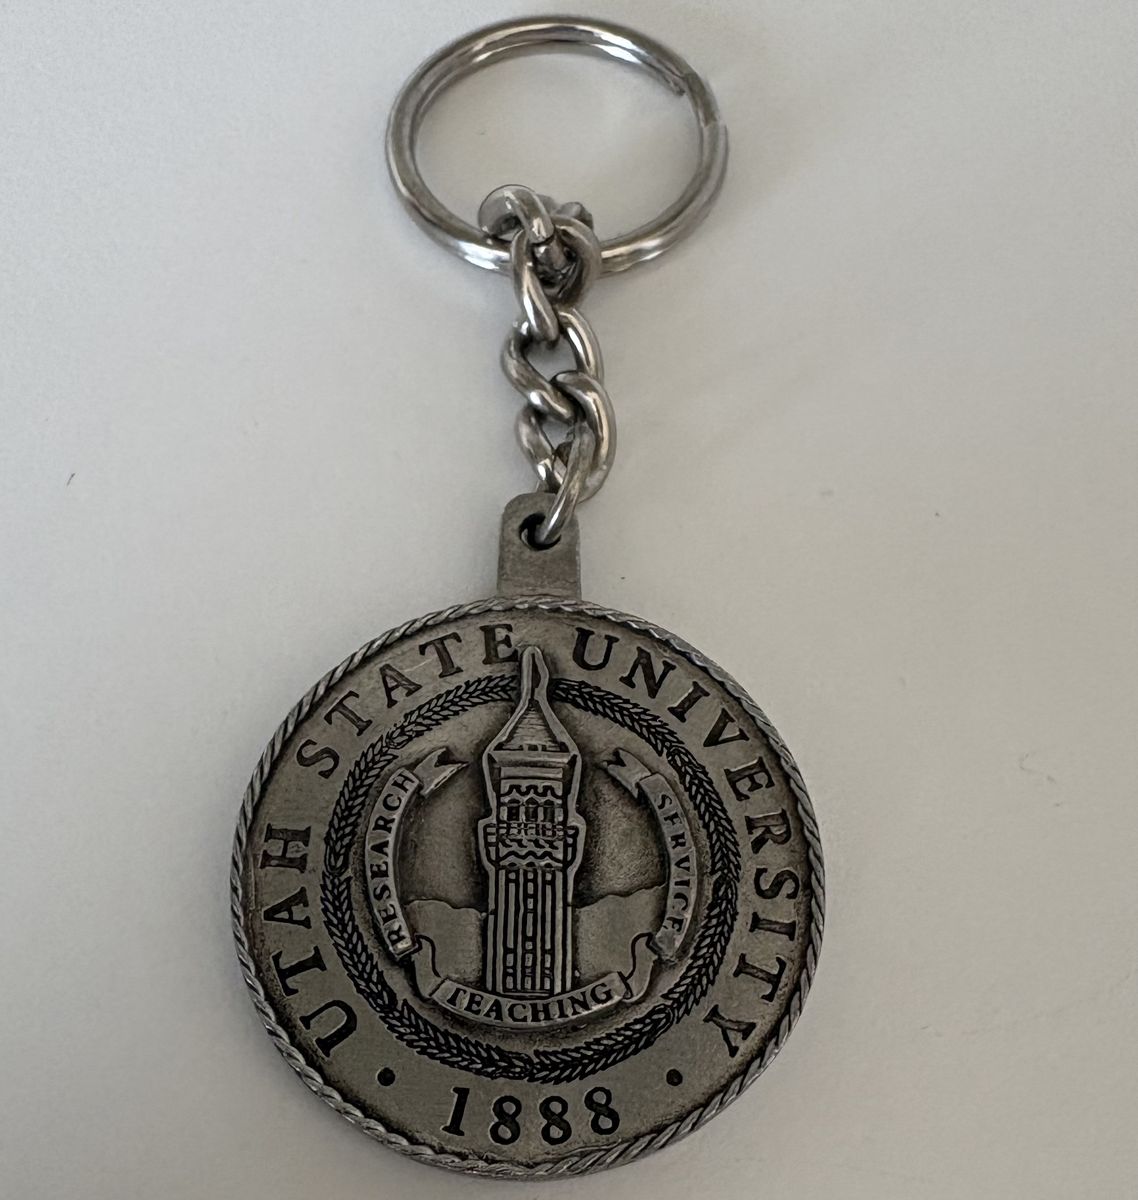 UTAH STATE UNIVERSITY
RESEARCH
TEACHING
SERVICE
• 1888 •